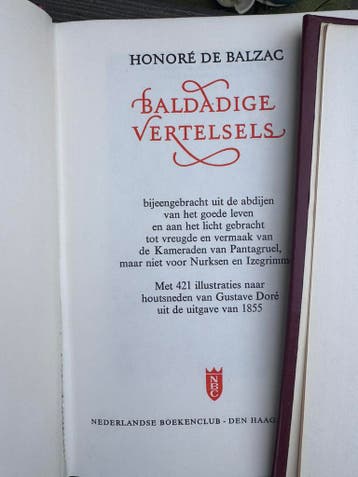 HONORÉ DE BALZAC
BALDADIGE
VERTELSELS
bijeengebracht uit de abdijen
van het goede leven
en aan het licht gebracht
tot vreugde en vermaak van
de Kameraden van Pantagruel,
maar niet voor Nurksen en Izegrimm
Met 421 illustraties naar
houtsneden van Gustave Doré
uit de uitgave van 1855
NBC
NEDERLANDSE BOEKENCLUB - DEN HAAG